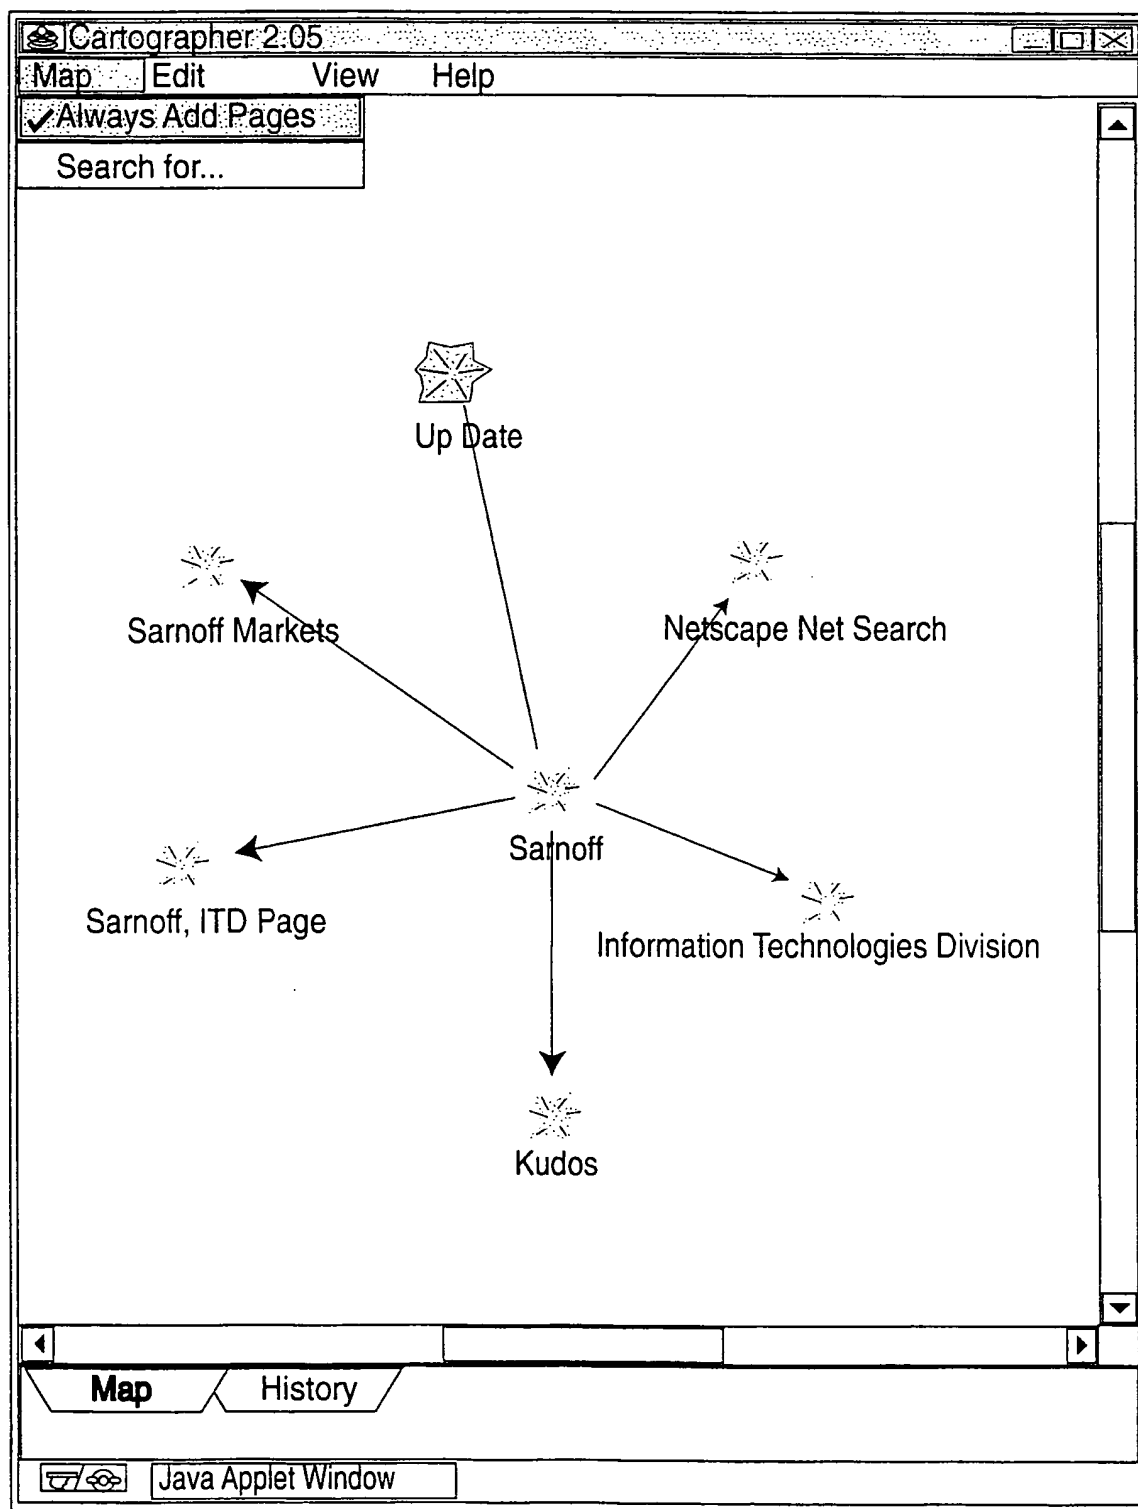 Cartographer 2.05
Map Edit View Help
Always Add Pages
Search for...
Up Date
Sarnoff Markets
Netscape Net Search
Sarnoff
Sarnoff, ITD Page
Information Technologies Division
Kudos
Map History
Java Applet Window